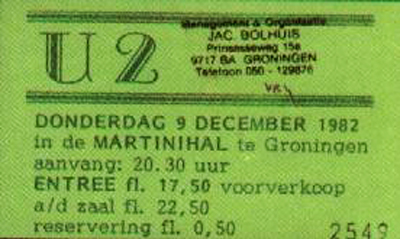 U2
Management & Organisatie
JAC. BOLHUIS
Prinsesseweg 15a
9717 BA GRONINGEN
Telefoon 050 - 129876
DONDERDAG 9 DECEMBER 1982
in de MARTINIHAL te Groningen
aanvang: 20.30 uur
ENTREE fl. 17,50 voorverkoop
a/d zaal fl. 22,50
reservering fl. 0,50
2549